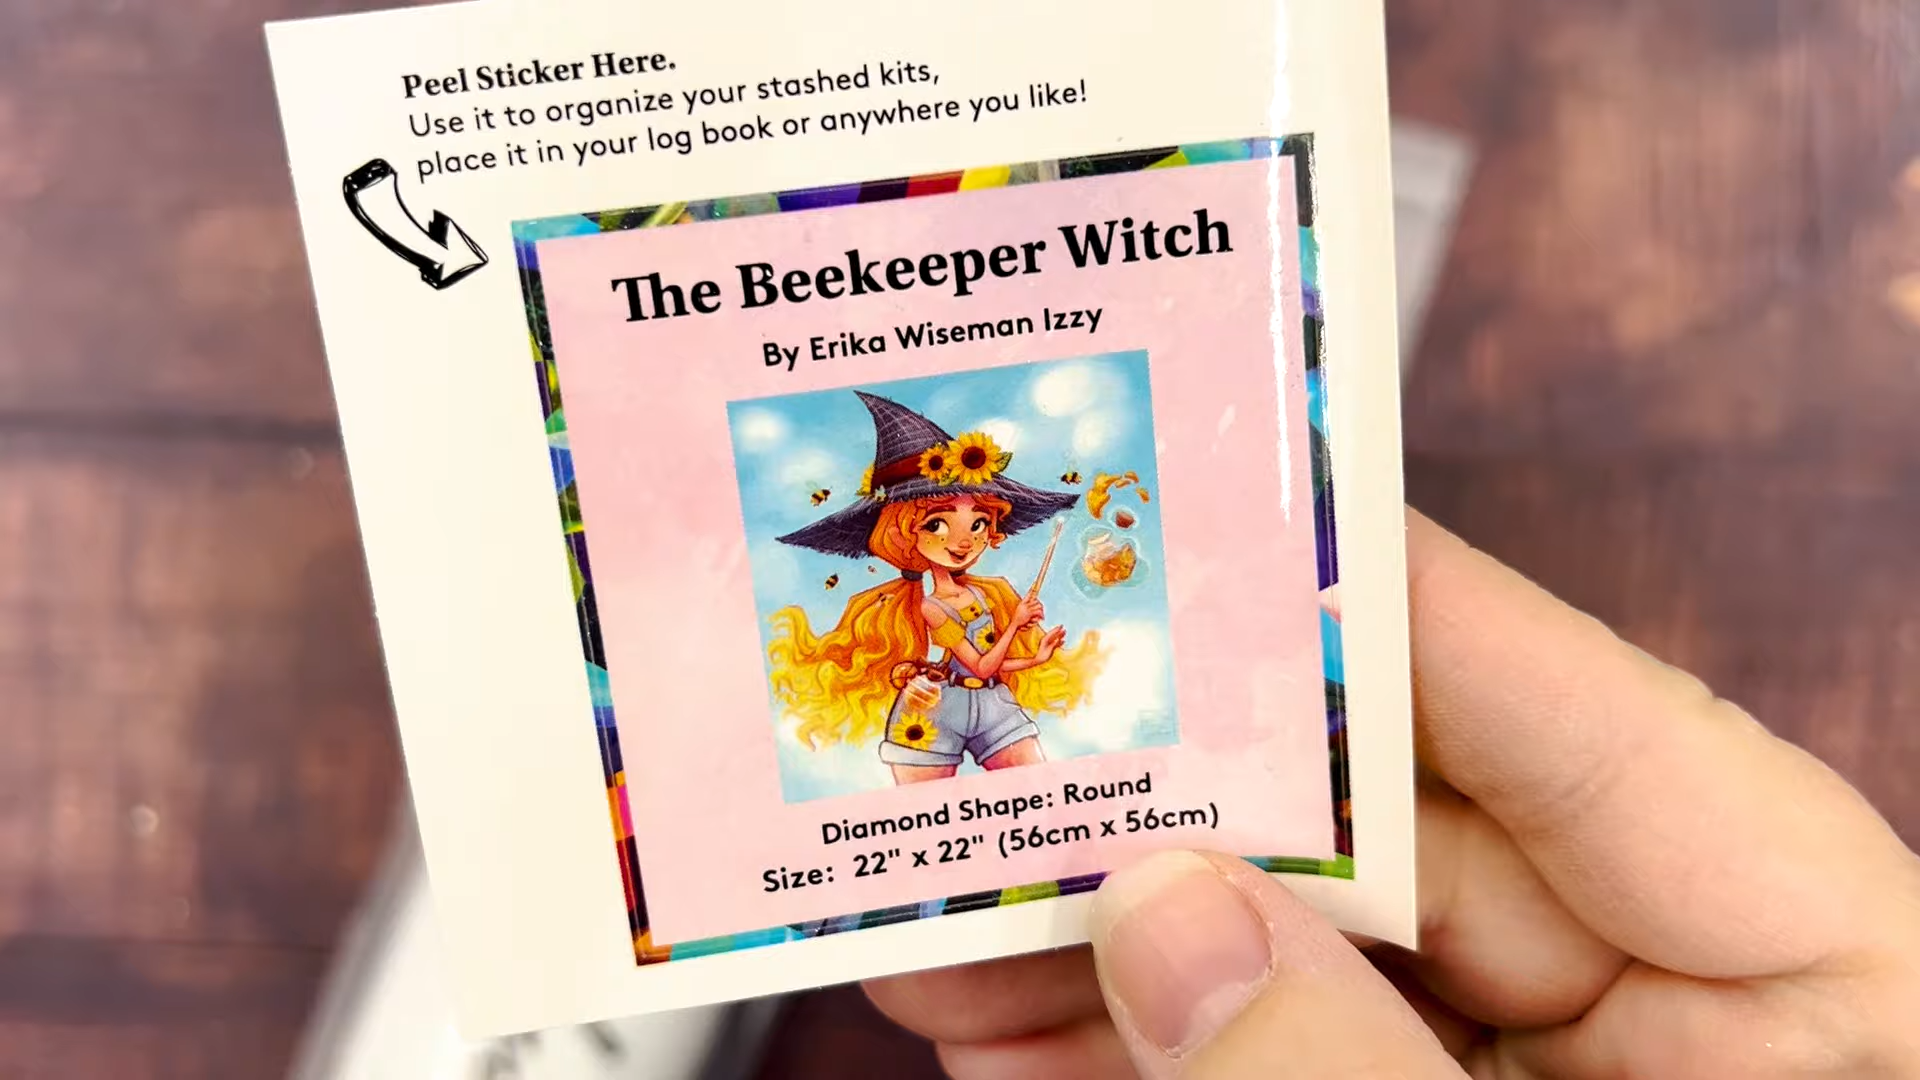 Peel Sticker Here.
Use it to organize your stashed kits,
place it in your log book or anywhere you like!
The Beekeeper Witch
By Erika Wiseman Izzy
Diamond Shape: Round
Size: 22" x 22" (56cm x 56cm)